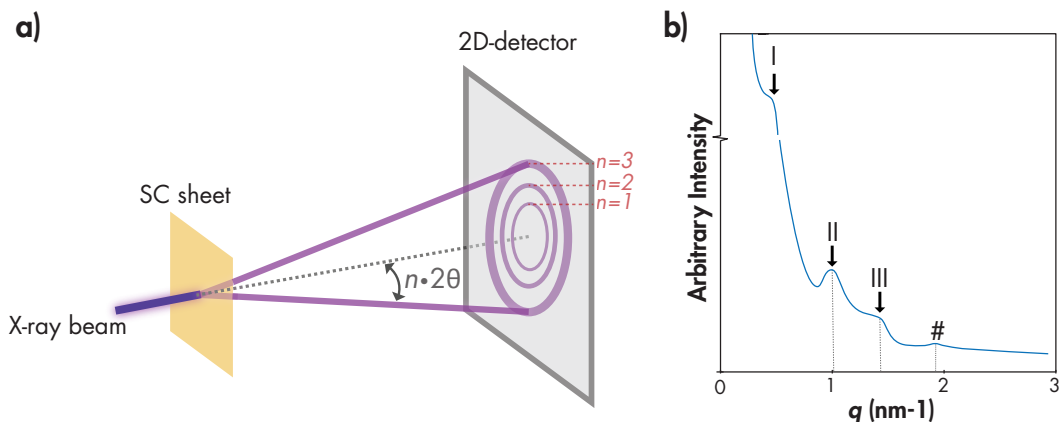 a)
2D-detector
n=3
n=2
n=1
SC sheet
n•2θ
X-ray beam
b)
Arbitrary Intensity
I
II
III
#
0
1
2
3
q (nm-1)